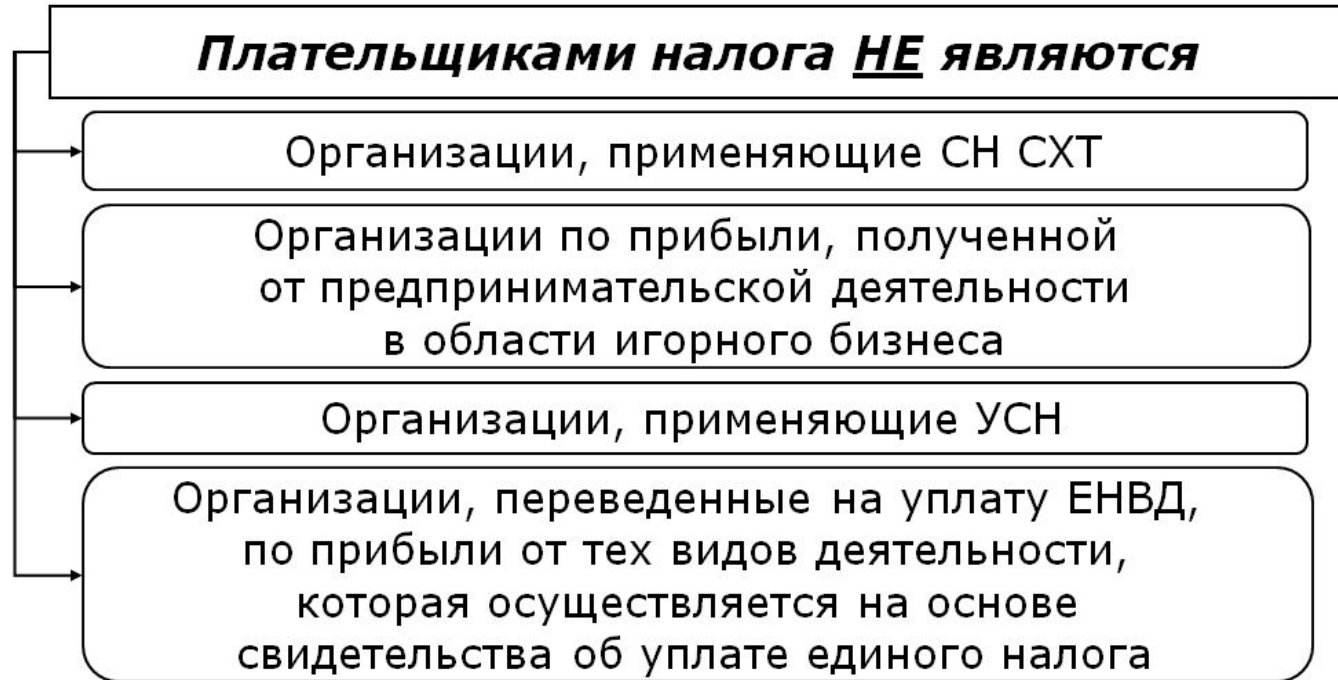 Плательщиками налога НЕ являются
Организации, применяющие СН СХТ
Организации по прибыли, полученной
от предпринимательской деятельности
в области игорного бизнеса
Организации, применяющие УСН
Организации, переведенные на уплату ЕНВД,
по прибыли от тех видов деятельности,
которая осуществляется на основе
свидетельства об уплате единого налога